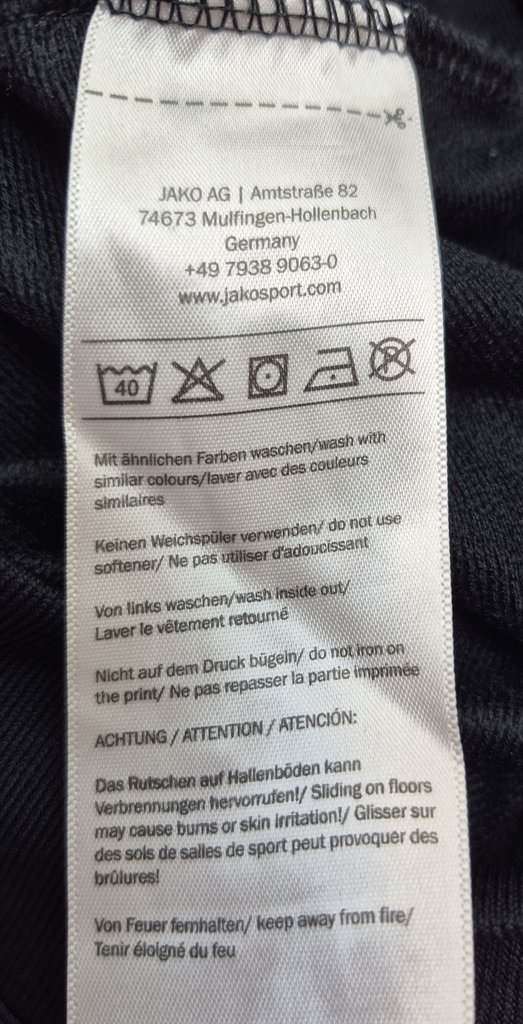 JAKO AG | Amtstraße 82
74673 Mulfingen-Hollenbach
Germany
+49 7938 9063-0
www.jakosport.com
40
P
Mit ähnlichen Farben waschen/wash with
similar colours/laver avec des couleurs
similaires
Keinen Weichspüler verwenden/ do not use
softener/ Ne pas utiliser d'adoucissant
Von links waschen/wash inside out/
Laver le vêtement retourné
Nicht auf dem Druck bügeln/ do not iron on
the print/ Ne pas repasser la partie imprimée
ACHTUNG / ATTENTION / ATENCIÓN:
Das Rutschen auf Hallenböden kann
Verbrennungen hervorrufen!/ Sliding on floors
may cause burns or skin irritation!/ Glisser sur
des sols de salles de sport peut provoquer des
brûlures!
Von Feuer fernhalten/ keep away from fire/
Tenir éloigné du feu